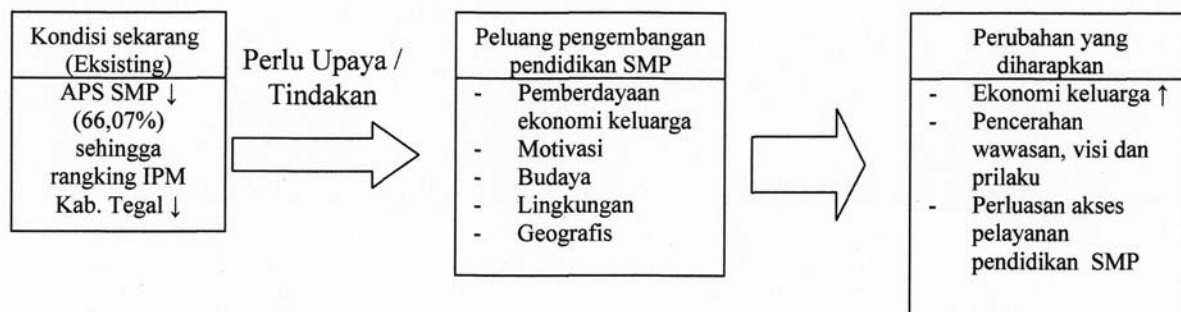 Kondisi sekarang
(Eksisting)
APS SMP ↓
(66,07%)
sehingga
rangking IPM
Kab. Tegal ↓
Perlu Upaya /
Tindakan
Peluang pengembangan
pendidikan SMP
- Pemberdayaan
ekonomi keluarga
- Motivasi
- Budaya
- Lingkungan
- Geografis
Perubahan yang
diharapkan
- Ekonomi keluarga ↑
- Pencerahan
wawasan, visi dan
prilaku
- Perluasan akses
pelayanan
pendidikan SMP